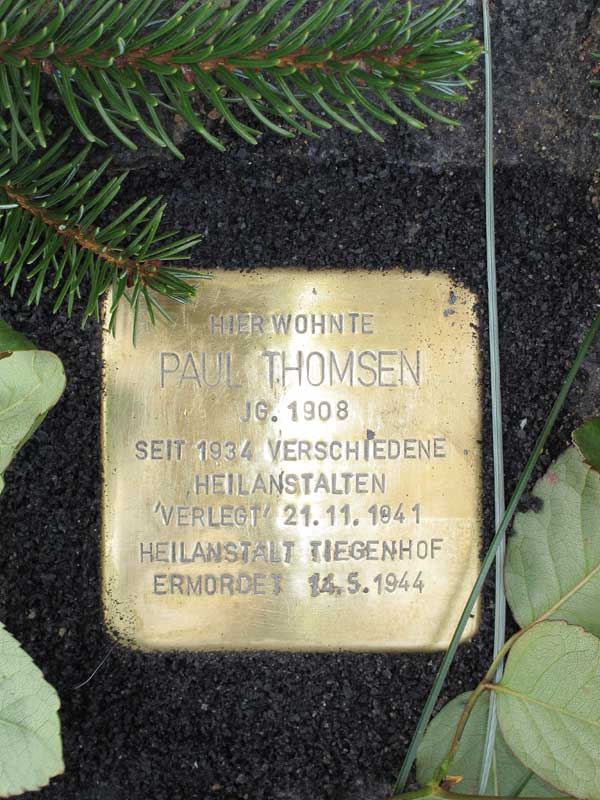 HIER WOHNTE
PAUL THOMSEN
JG. 1908
SEIT 1934 VERSCHIEDENE
HEILANSTALTEN
'VERLEGT' 21.11.1941
HEILANSTALT TIEGENHOF
ERMORDET 14.5.1944